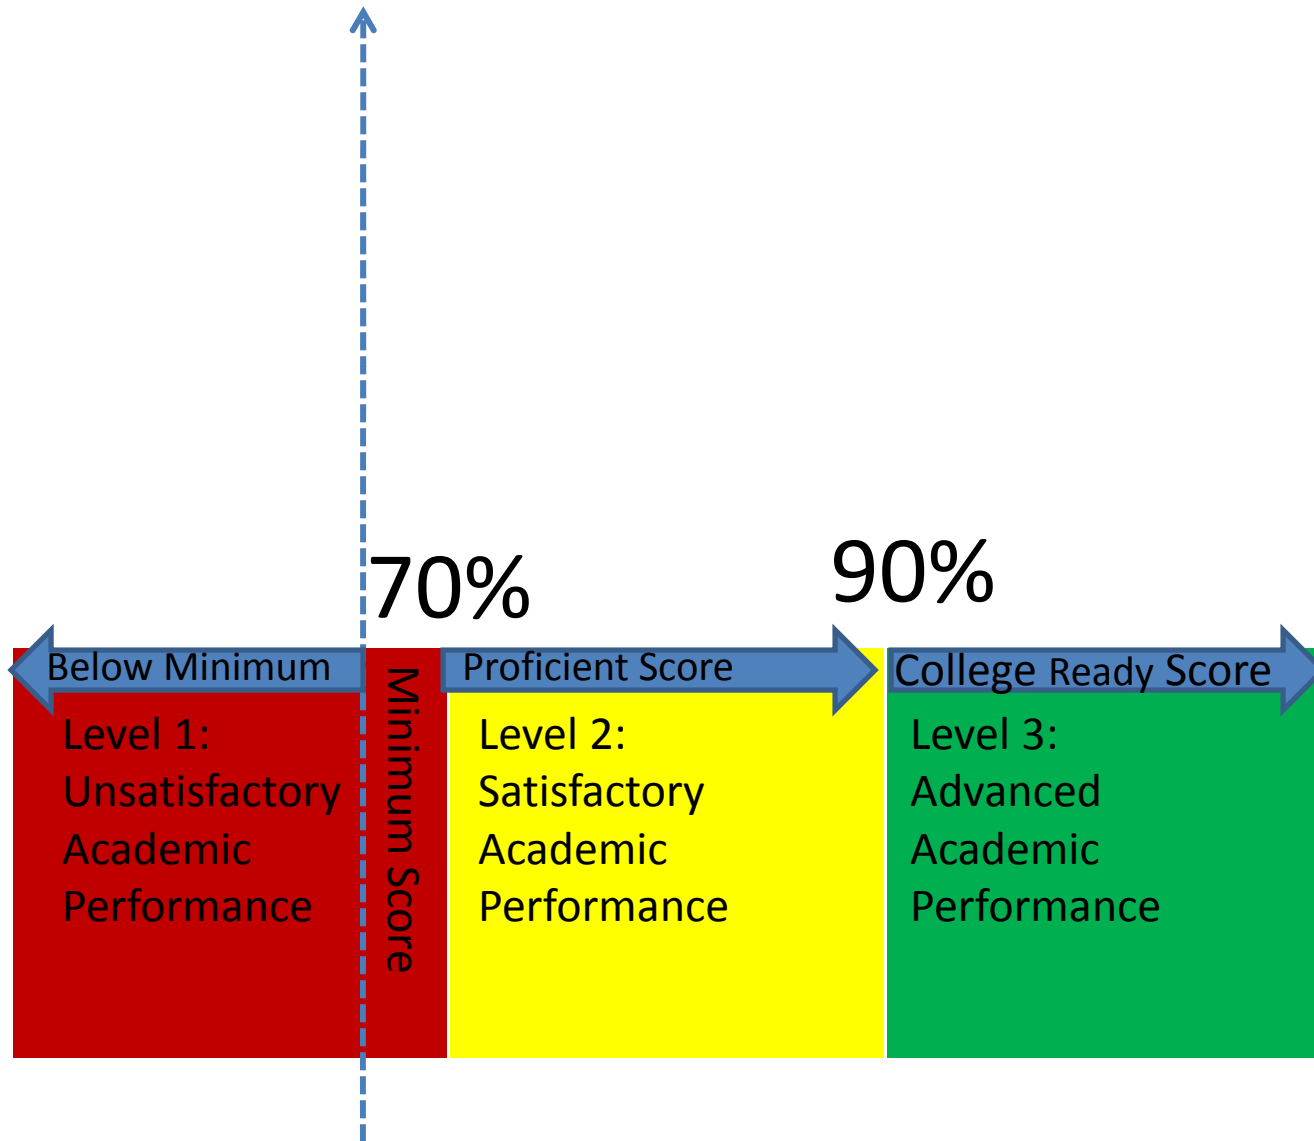 70%
90%
Below Minimum
Minimum Score
Proficient Score
College Ready Score
Level 1:
Unsatisfactory
Academic
Performance
Level 2:
Satisfactory
Academic
Performance
Level 3:
Advanced
Academic
Performance